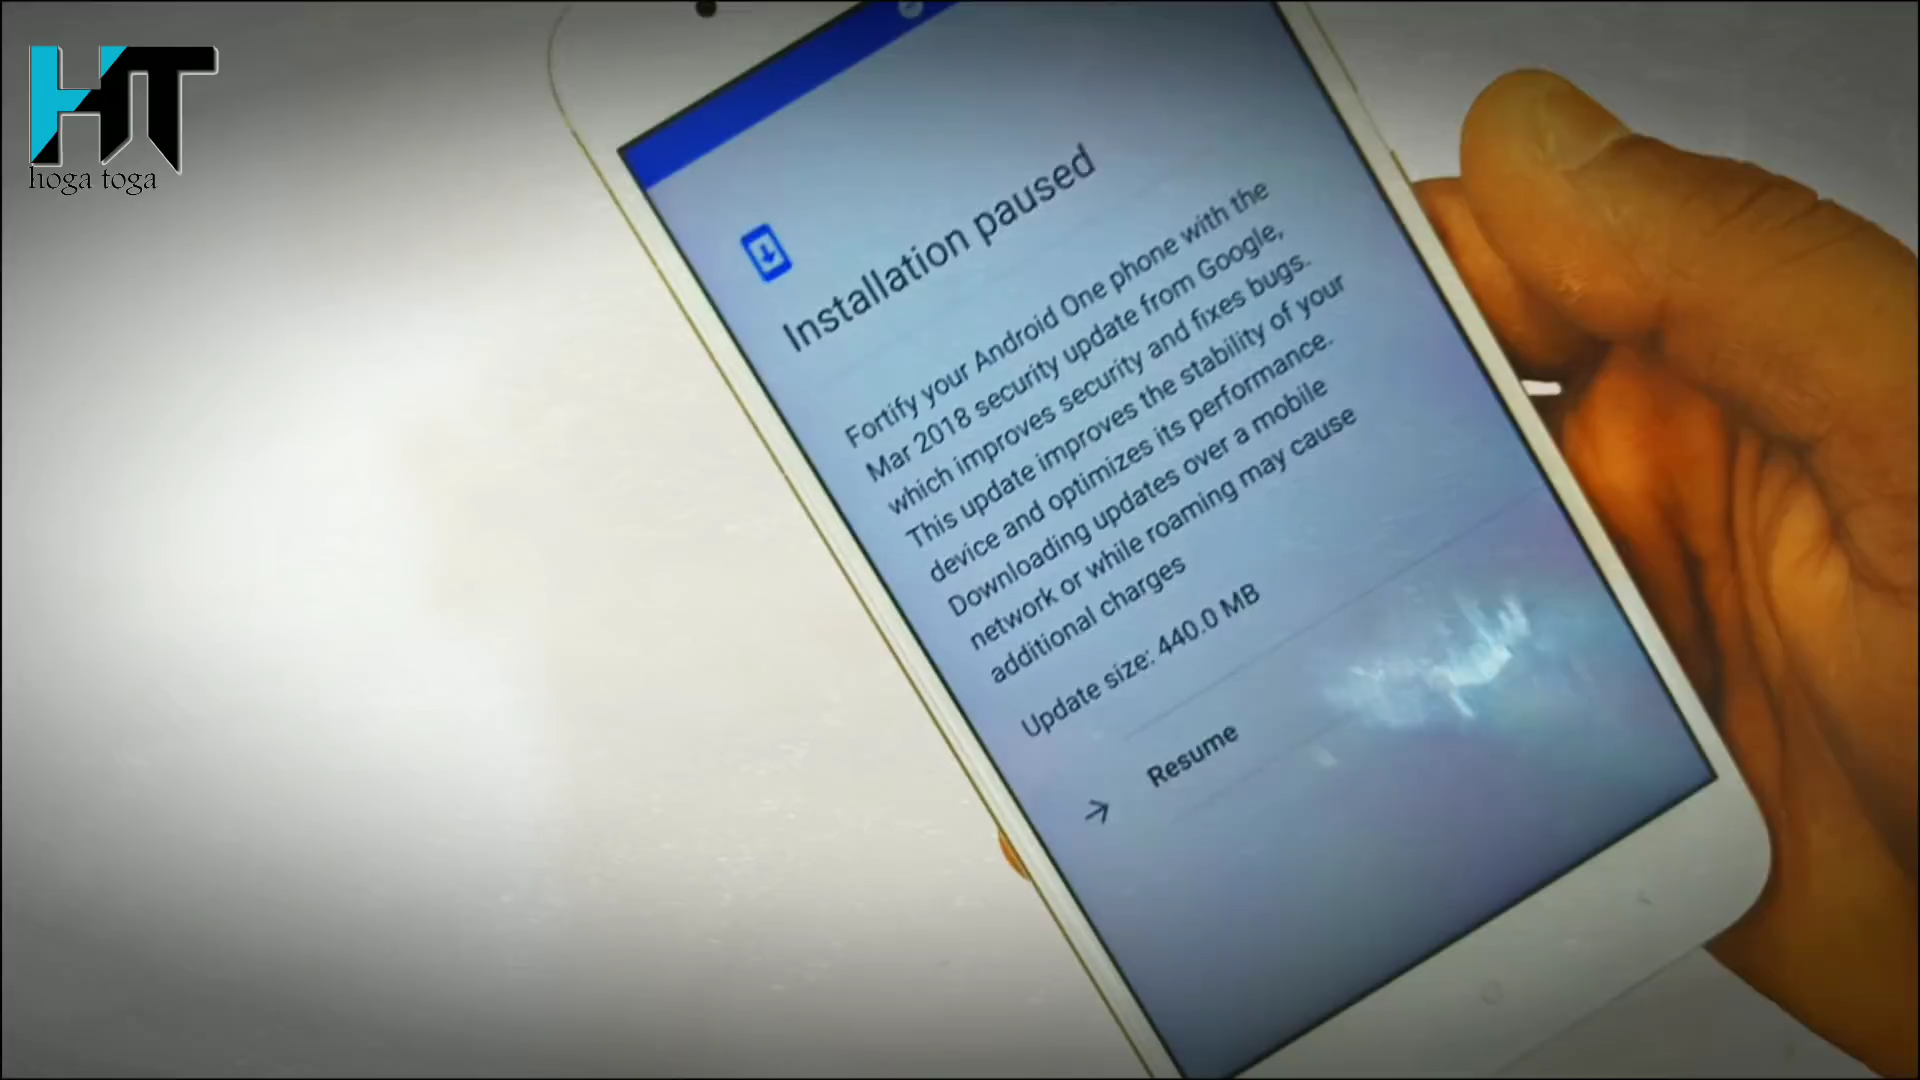 HT
hoga toga
Installation paused
Fortify your Android One phone with the
Mar 2018 security update from Google,
which improves security and fixes bugs.
This update improves the stability of your
device and optimizes its performance.
Downloading updates over a mobile
network or while roaming may cause
additional charges
Update size: 440.0 MB
Resume